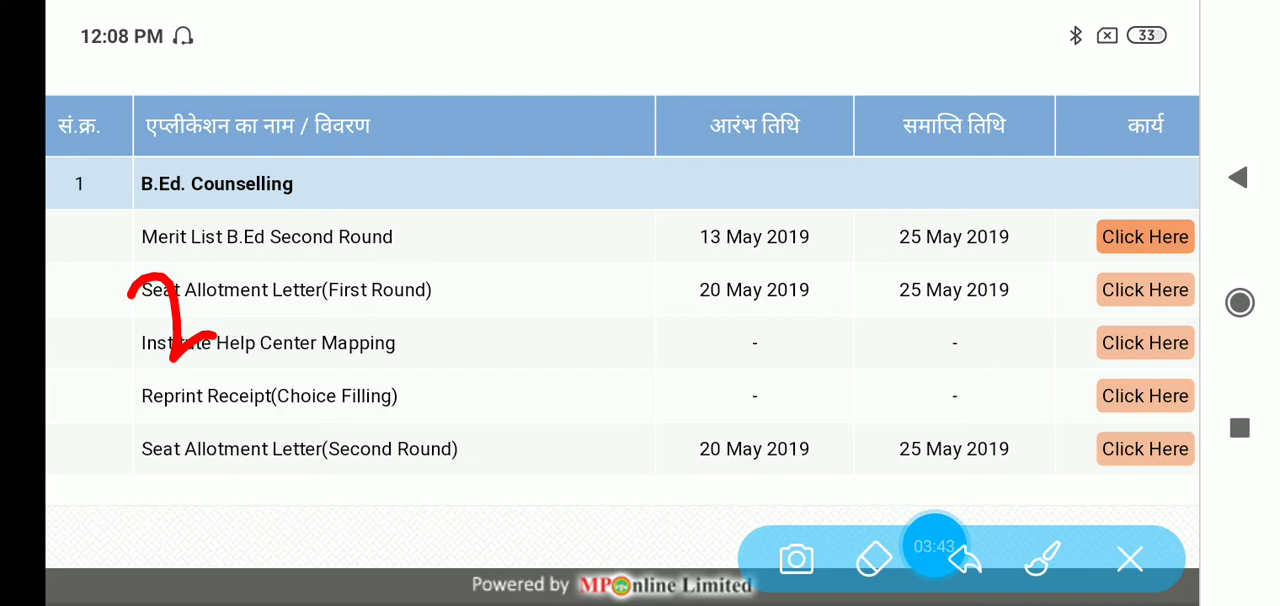 12:08 PM 33
सं.क्र. एप्लीकेशन का नाम / विवरण आरंभ तिथि समाप्ति तिथि कार्य
1 B.Ed. Counselling
Merit List B.Ed Second Round 13 May 2019 25 May 2019 Click Here
Seat Allotment Letter(First Round) 20 May 2019 25 May 2019 Click Here
Institute Help Center Mapping - - Click Here
Reprint Receipt(Choice Filling) - - Click Here
Seat Allotment Letter(Second Round) 20 May 2019 25 May 2019 Click Here
03:43
Powered by MPOnline Limited